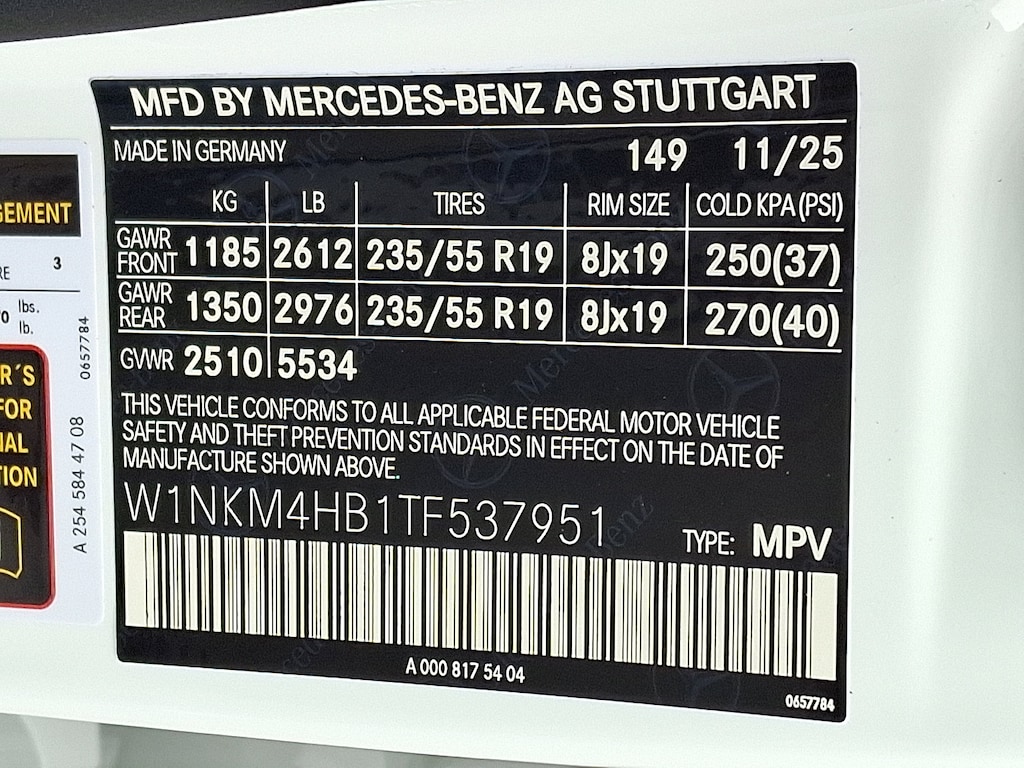 MFD BY MERCEDES-BENZ AG STUTTGART
MADE IN GERMANY 149 11/25
KG LB TIRES RIM SIZE COLD KPA (PSI)
GAWR FRONT 1185 2612 235/55 R19 8Jx19 250(37)
GAWR REAR 1350 2976 235/55 R19 8Jx19 270(40)
GVWR 2510 5534
THIS VEHICLE CONFORMS TO ALL APPLICABLE FEDERAL MOTOR VEHICLE
SAFETY AND THEFT PREVENTION STANDARDS IN EFFECT ON THE DATE OF
MANUFACTURE SHOWN ABOVE.
W1NKM4HB1TF537951
TYPE: MPV
A 000 817 54 04
0657784
GEMENT
RE 3
lbs.
lb.
R´S
FOR
NAL
TION
0657784
A 254 584 47 08